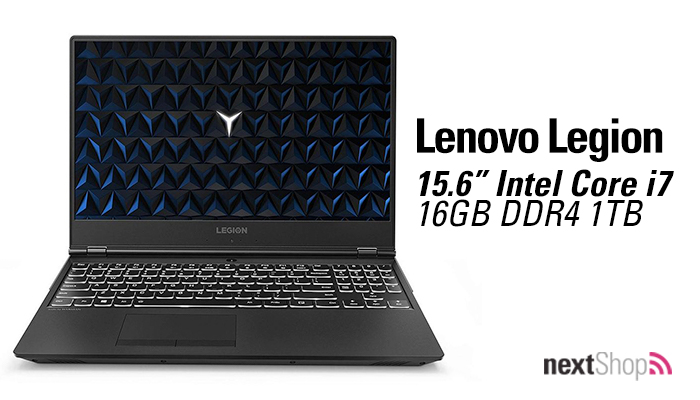 LEGION
Lenovo Legion
15.6” Intel Core i7
16GB DDR4 1TB
nextShop